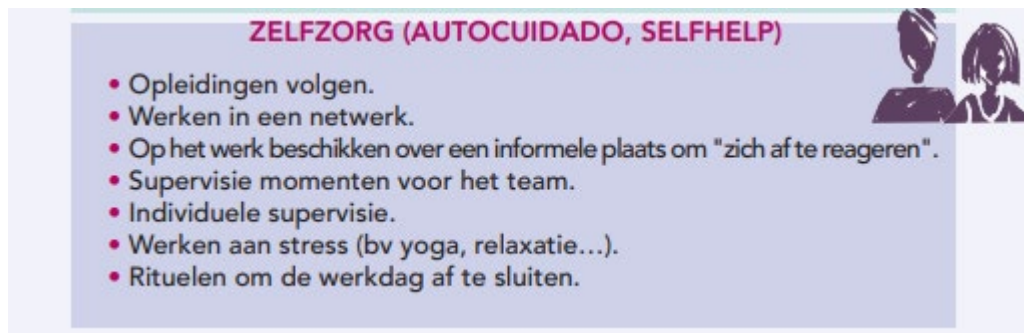 ZELFZORG (AUTOCUIDADO, SELFHELP)
• Opleidingen volgen.
• Werken in een netwerk.
• Op het werk beschikken over een informele plaats om "zich af te reageren".
• Supervisie momenten voor het team.
• Individuele supervisie.
• Werken aan stress (bv yoga, relaxatie...).
• Rituelen om de werkdag af te sluiten.